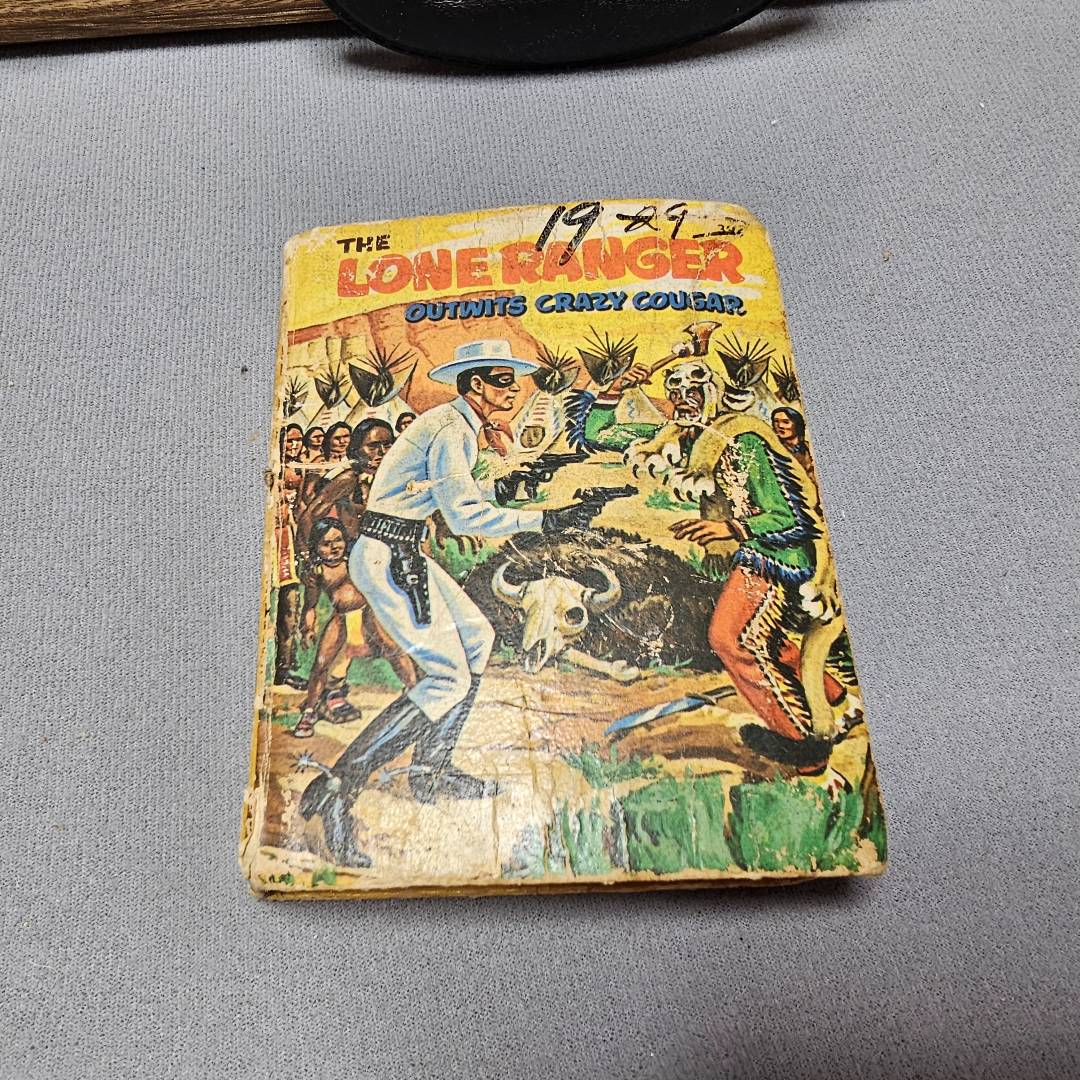 19 29
THE
LONE RANGER
OUTWITS CRAZY COUGAR